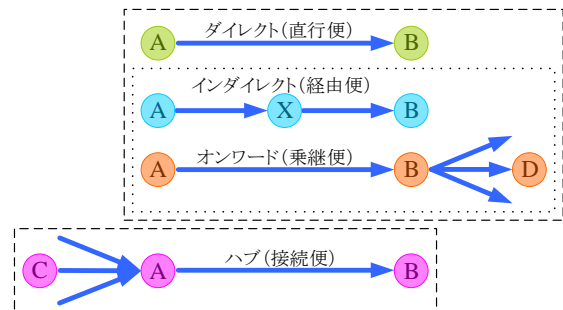 ダイレクト(直行便)
A B
インダイレクト(経由便)
A X B
オンワード(乗継便)
A B D
ハブ(接続便)
C A B